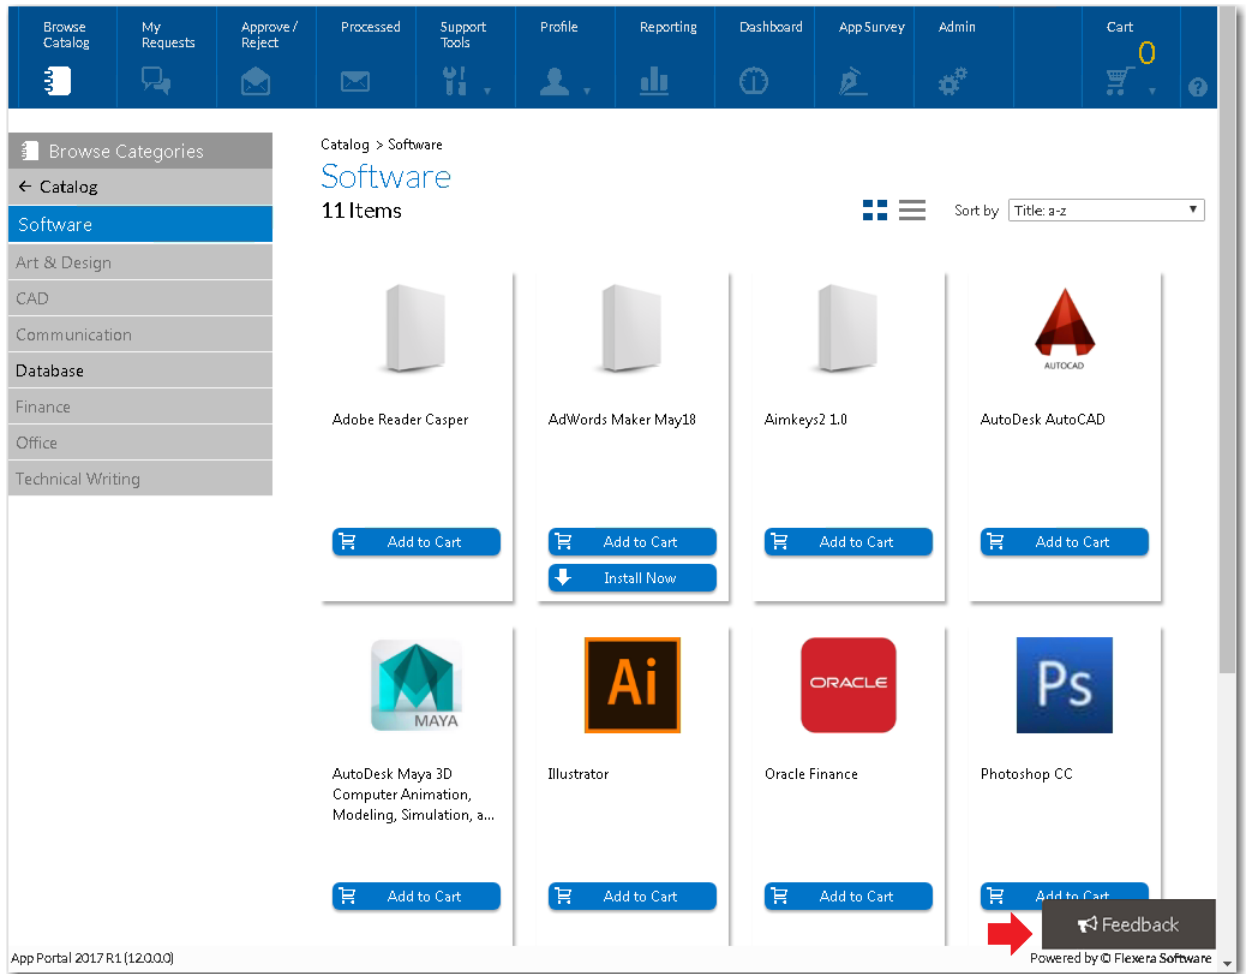 Browse Catalog
My Requests
Approve / Reject
Processed
Support Tools
Profile
Reporting
Dashboard
App Survey
Admin
Cart
0
?
Browse Categories
← Catalog
Software
Art & Design
CAD
Communication
Database
Finance
Office
Technical Writing
Catalog > Software
Software
11 Items
Sort by Title: a-z
AUTOCAD
Adobe Reader Casper
AdWords Maker May18
Aimkeys2 1.0
AutoDesk AutoCAD
Add to Cart
Add to Cart
Add to Cart
Add to Cart
Install Now
MAYA
Ai
ORACLE
Ps
AutoDesk Maya 3D
Computer Animation,
Modeling, Simulation, a...
Illustrator
Oracle Finance
Photoshop CC
Add to Cart
Add to Cart
Add to Cart
Add to Cart
Feedback
App Portal 2017 R1 (12.0.0.0)
Powered by © Flexera Software